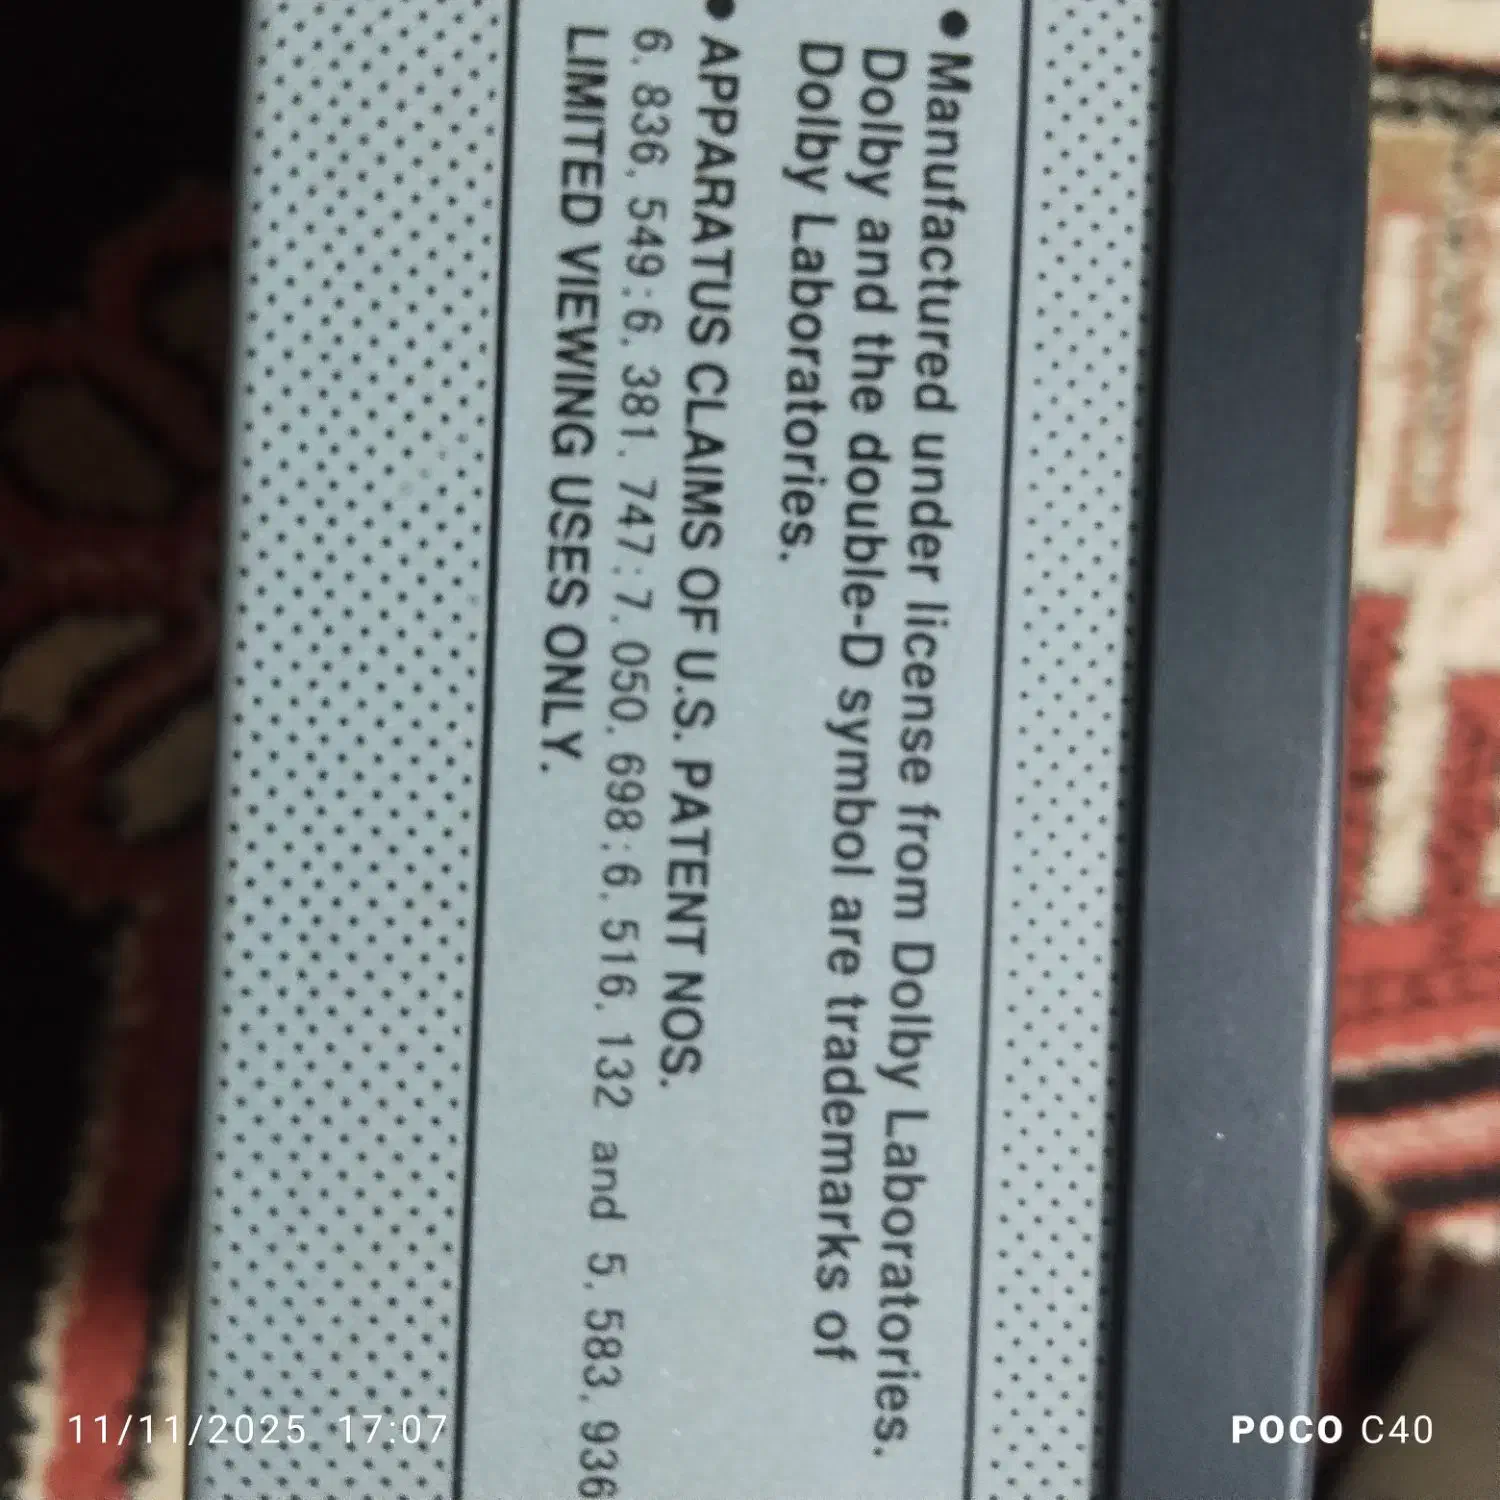 ● Manufactured under license from Dolby Laboratories.
Dolby and the double-D symbol are trademarks of
Dolby Laboratories.
● APPARATUS CLAIMS OF U.S. PATENT NOS.
6, 836, 549:6, 381, 747:7, 050, 698:6, 516, 132 and 5, 583, 936
LIMITED VIEWING USES ONLY.
11/11/2025 17:07
POCO C40